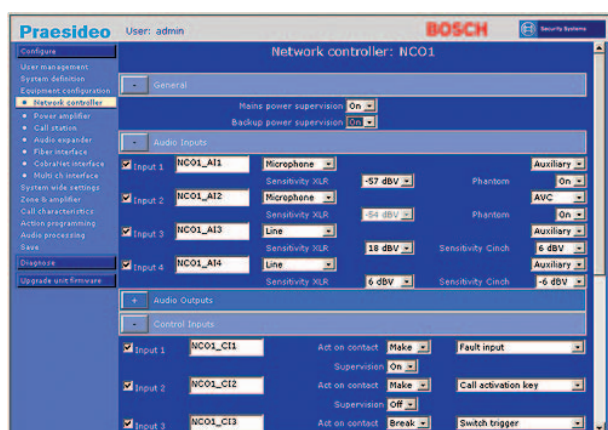 Praesideo User: admin BOSCH Security Systems
Configure
User management
System definition
Equipment configuration
Network controller
Power amplifier
Call station
Audio expander
Fiber interface
CobraNet interface
Multi ch interface
System wide settings
Zone & amplifier
Call characteristics
Action programming
Audio processing
Save
Diagnose
Upgrade unit firmware
Network controller: NCO1
- General
Mains power supervision On
Backup power supervision On
- Audio Inputs
Input 1 NCO1_AI1 Microphone Auxiliary
Sensitivity XLR -57 dBV Phantom On
Input 2 NCO1_AI2 Microphone AVC
Sensitivity XLR -54 dBV Phantom On
Input 3 NCO1_AI3 Line Auxiliary
Sensitivity XLR 18 dBV Sensitivity Cinch 6 dBV
Input 4 NCO1_AI4 Line Auxiliary
Sensitivity XLR 6 dBV Sensitivity Cinch -6 dBV
+ Audio Outputs
- Control Inputs
Input 1 NCO1_CI1 Act on contact Make Fault input
Supervision On
Input 2 NCO1_CI2 Act on contact Make Call activation key
Supervision Off
Input 3 NCO1_CI3 Act on contact Break Switch trigger